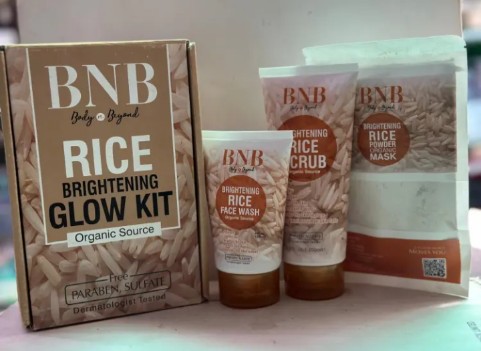 BNB
Body n Beyond
RICE
BRIGHTENING
GLOW KIT
Organic Source
Free
PARABEN, SULFATE
Dermatologist Tested
BNB
BRIGHTENING
RICE
FACE WASH
Organic Source
BNB
BRIGHTENING
RICE
SCRUB
Organic Source
BNB
Body n Beyond
BRIGHTENING
RICE
POWDER
ORGANIC
MASK